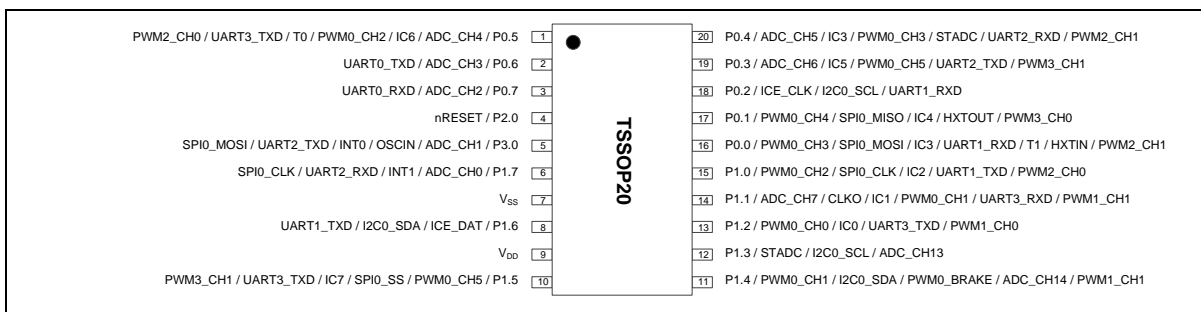 PWM2_CH0 / UART3_TXD / T0 / PWM0_CH2 / IC6 / ADC_CH4 / P0.5 1
UART0_TXD / ADC_CH3 / P0.6 2
UART0_RXD / ADC_CH2 / P0.7 3
nRESET / P2.0 4
SPI0_MOSI / UART2_TXD / INT0 / OSCIN / ADC_CH1 / P3.0 5
SPI0_CLK / UART2_RXD / INT1 / ADC_CH0 / P1.7 6
VSS 7
UART1_TXD / I2C0_SDA / ICE_DAT / P1.6 8
VDD 9
PWM3_CH1 / UART3_TXD / IC7 / SPI0_SS / PWM0_CH5 / P1.5 10
TSSOP20
20 P0.4 / ADC_CH5 / IC3 / PWM0_CH3 / STADC / UART2_RXD / PWM2_CH1
19 P0.3 / ADC_CH6 / IC5 / PWM0_CH5 / UART2_TXD / PWM3_CH1
18 P0.2 / ICE_CLK / I2C0_SCL / UART1_RXD
17 P0.1 / PWM0_CH4 / SPI0_MISO / IC4 / HXTOUT / PWM3_CH0
16 P0.0 / PWM0_CH3 / SPI0_MOSI / IC3 / UART1_RXD / T1 / HXTIN / PWM2_CH1
15 P1.0 / PWM0_CH2 / SPI0_CLK / IC2 / UART1_TXD / PWM2_CH0
14 P1.1 / ADC_CH7 / CLKO / IC1 / PWM0_CH1 / UART3_RXD / PWM1_CH1
13 P1.2 / PWM0_CH0 / IC0 / UART3_TXD / PWM1_CH0
12 P1.3 / STADC / I2C0_SCL / ADC_CH13
11 P1.4 / PWM0_CH1 / I2C0_SDA / PWM0_BRAKE / ADC_CH14 / PWM1_CH1